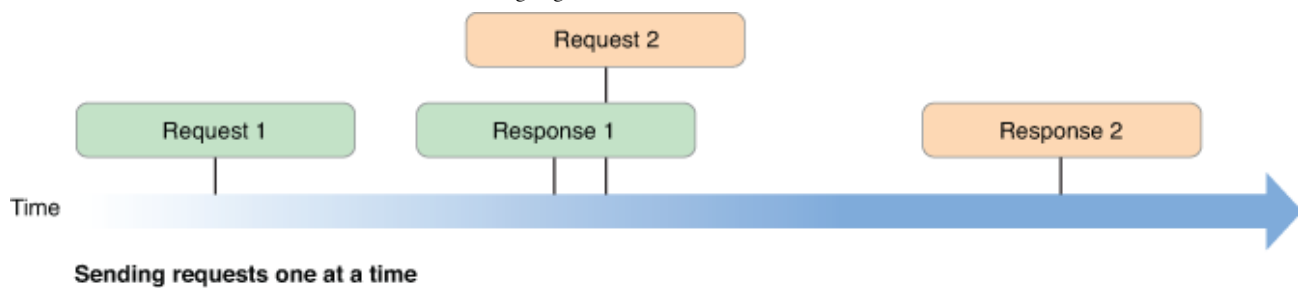 Request 2
Request 1
Response 1
Response 2
Time
Sending requests one at a time